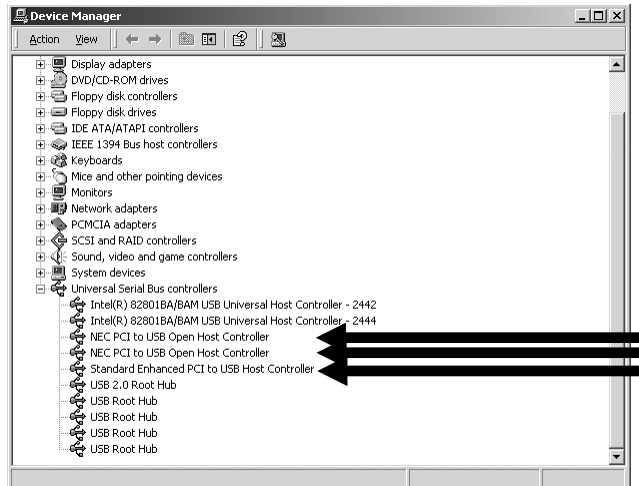 Device Manager
Action View
Display adapters
DVD/CD-ROM drives
Floppy disk controllers
Floppy disk drives
IDE ATA/ATAPI controllers
IEEE 1394 Bus host controllers
Keyboards
Mice and other pointing devices
Monitors
Network adapters
PCMCIA adapters
SCSI and RAID controllers
Sound, video and game controllers
System devices
Universal Serial Bus controllers
Intel(R) 82801BA/BAM USB Universal Host Controller - 2442
Intel(R) 82801BA/BAM USB Universal Host Controller - 2444
NEC PCI to USB Open Host Controller
NEC PCI to USB Open Host Controller
Standard Enhanced PCI to USB Host Controller
USB 2.0 Root Hub
USB Root Hub
USB Root Hub
USB Root Hub
USB Root Hub